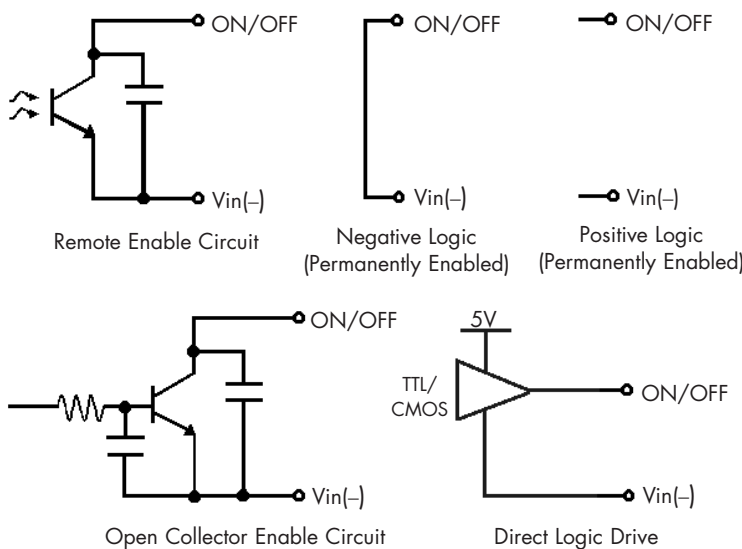 ON/OFF
Vin(–)
Remote Enable Circuit
ON/OFF
Vin(–)
Negative Logic
(Permanently Enabled)
ON/OFF
Vin(–)
Positive Logic
(Permanently Enabled)
ON/OFF
Vin(–)
Open Collector Enable Circuit
5V
TTL/
CMOS
ON/OFF
Vin(–)
Direct Logic Drive